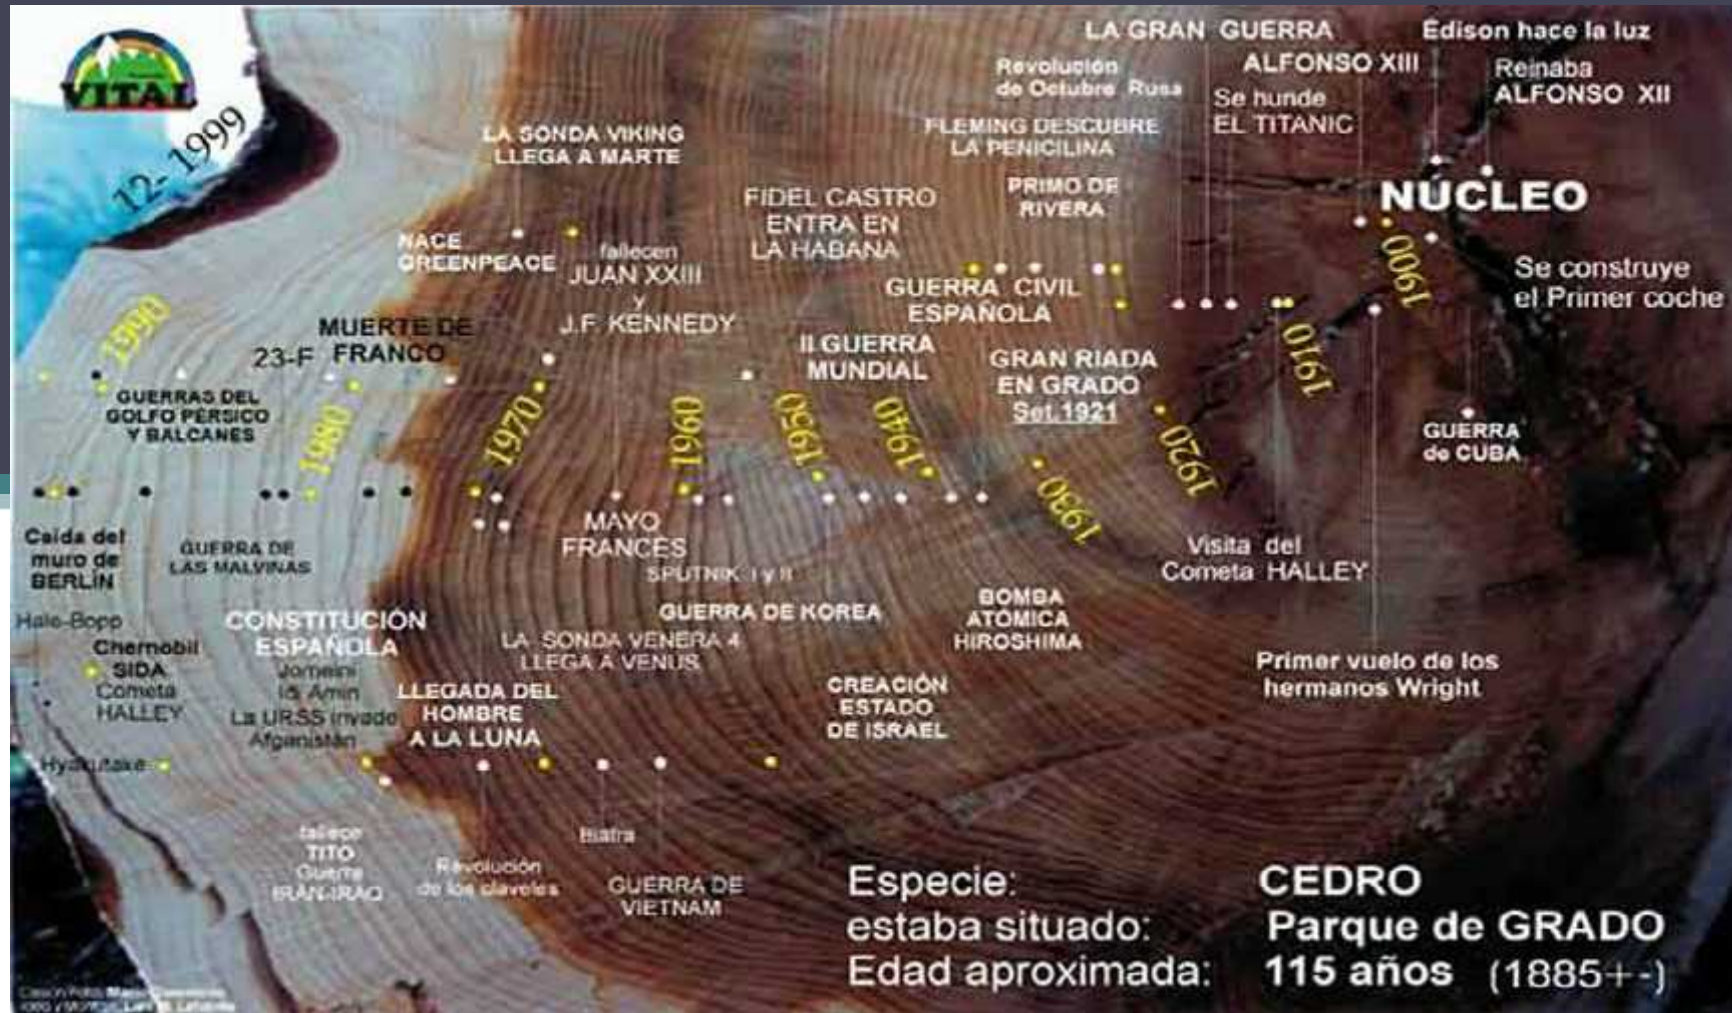 VITAL
12- 1999
LA GRAN GUERRA
Edison hace la luz
ALFONSO XIII
Revolución
de Octubre Rusa
Reinaba
ALFONSO XII
Se hunde
EL TITANIC
LA SONDA VIKING
LLEGA A MARTE
FLEMING DESCUBRE
LA PENICILINA
FIDEL CASTRO
ENTRA EN
LA HABANA
PRIMO DE
RIVERA
NÚCLEO
NACE
GREENPEACE
fallecen
JUAN XXIII
y
J.F. KENNEDY
GUERRA CIVIL
ESPAÑOLA
1900
Se construye
el Primer coche
1990
MUERTE DE
FRANCO
23-F
II GUERRA
MUNDIAL
GRAN RIADA
EN GRADO
Set.1921
1910
GUERRAS DEL
GOLFO PÉRSICO
Y BALCANES
1980
1970
1960
1950
1940
1930
1920
GUERRA
de CUBA
Caida del
muro de
BERLÍN
GUERRA DE
LAS MALVINAS
MAYO
FRANCES
SPUTNIK I y II
Visita del
Cometa HALLEY
Hale-Bopp
CONSTITUCIÓN
ESPAÑOLA
GUERRA DE KOREA
BOMBA
ATÓMICA
HIROSHIMA
Chernobil
SIDA
Cometa
HALLEY
Jomeini
Idi Amin
La URSS invade
Afganistán
LA SONDA VENERA 4
LLEGA A VENUS
LLEGADA DEL
HOMBRE
A LA LUNA
CREACIÓN
ESTADO
DE ISRAEL
Primer vuelo de los
hermanos Wright
Hyakutake
fallece
TITO
Guerra
IRÁN-IRAQ
Revolución
de los claveles
Biafra
GUERRA DE
VIETNAM
Especie: CEDRO
estaba situado: Parque de GRADO
Edad aproximada: 115 años (1885+-)